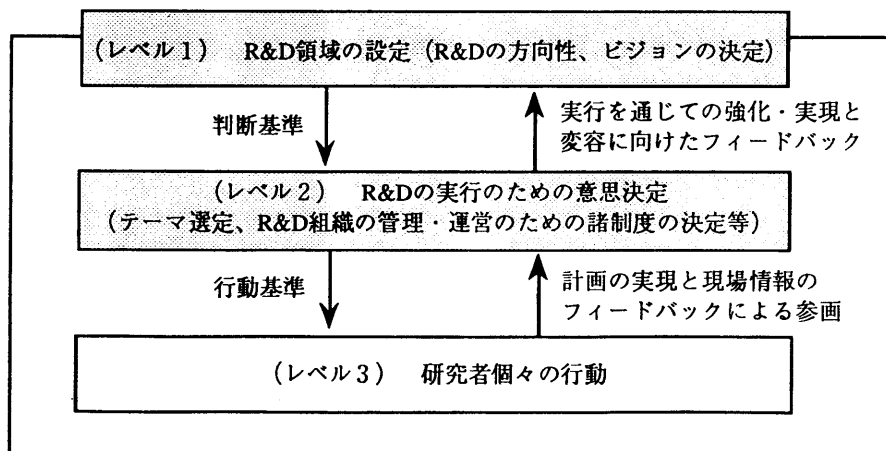 (レベル1) R&D領域の設定(R&Dの方向性、ビジョンの決定)
判断基準
実行を通じての強化・実現と
変容に向けたフィードバック
(レベル2) R&Dの実行のための意思決定
(テーマ選定、R&D組織の管理・運営のための諸制度の決定等)
行動基準
計画の実現と現場情報の
フィードバックによる参画
(レベル3) 研究者個々の行動